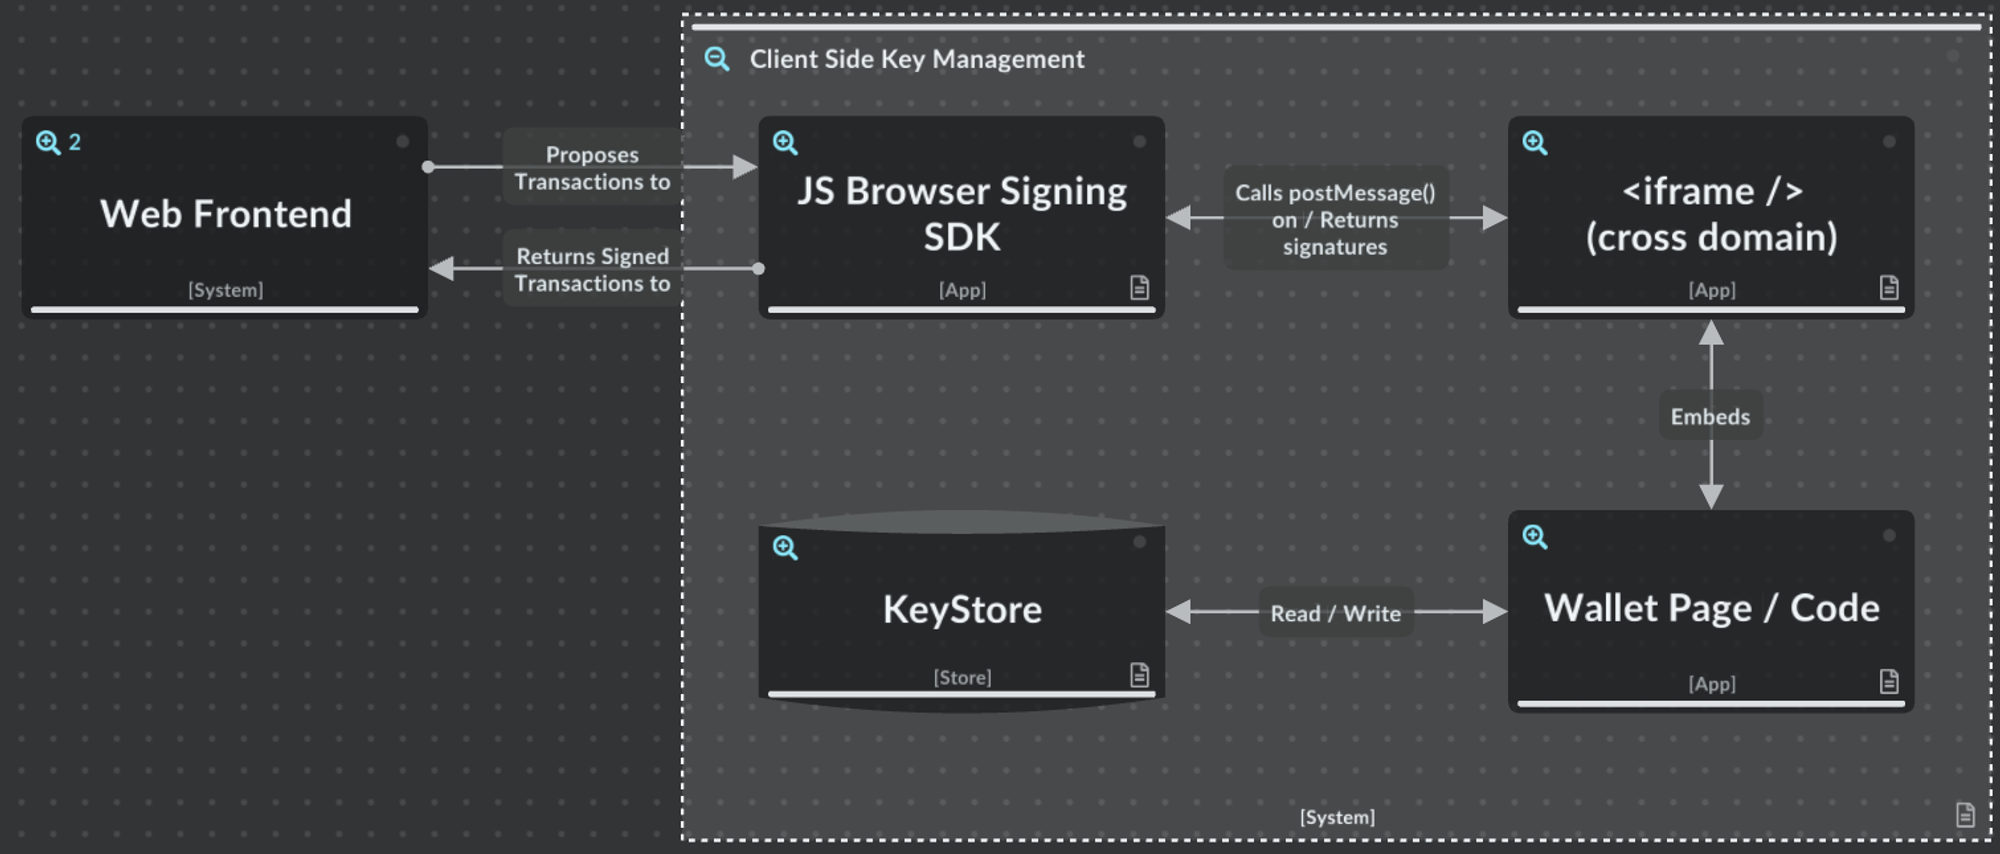 Client Side Key Management
2
Web Frontend
[System]
Proposes
Transactions to
Returns Signed
Transactions to
JS Browser Signing
SDK
[App]
Calls postMessage()
on / Returns
signatures
<iframe />
(cross domain)
[App]
Embeds
KeyStore
[Store]
Read / Write
Wallet Page / Code
[App]
[System]